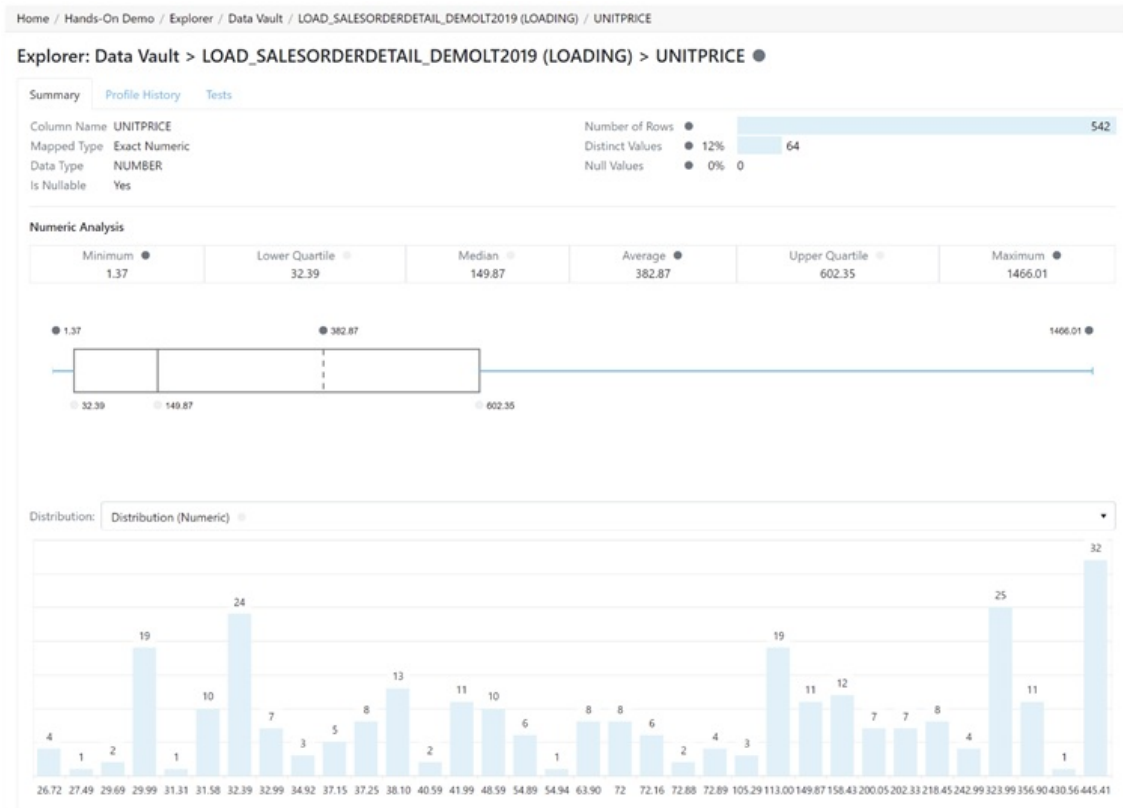 Home / Hands-On Demo / Explorer / Data Vault / LOAD_SALESORDERDETAIL_DEMOLT2019 (LOADING) / UNITPRICE
Explorer: Data Vault > LOAD_SALESORDERDETAIL_DEMOLT2019 (LOADING) > UNITPRICE
Summary Profile History Tests
Column Name UNITPRICE Number of Rows 542
Mapped Type Exact Numeric Distinct Values 12% 64
Data Type NUMBER Null Values 0% 0
Is Nullable Yes
Numeric Analysis
Minimum Lower Quartile Median Average Upper Quartile Maximum
1.37 32.39 149.87 382.87 602.35 1466.01
1.37 382.87 1466.01
32.39 149.87 602.35
Distribution: Distribution (Numeric)
4 1 2 19 1 10 24 7 3 5 8 13 2 11 10 6 1 8 8 6 2 4 3 19 11 12 7 7 8 4 25 11 1 32
26.72 27.49 29.69 29.99 31.31 31.58 32.39 32.99 34.92 37.15 37.25 38.10 40.59 41.99 48.59 54.89 54.94 63.90 72 72.16 72.88 72.89 105.29 113.00 149.87 158.43 200.05 202.33 218.45 242.99 323.99 356.90 430.56 445.41